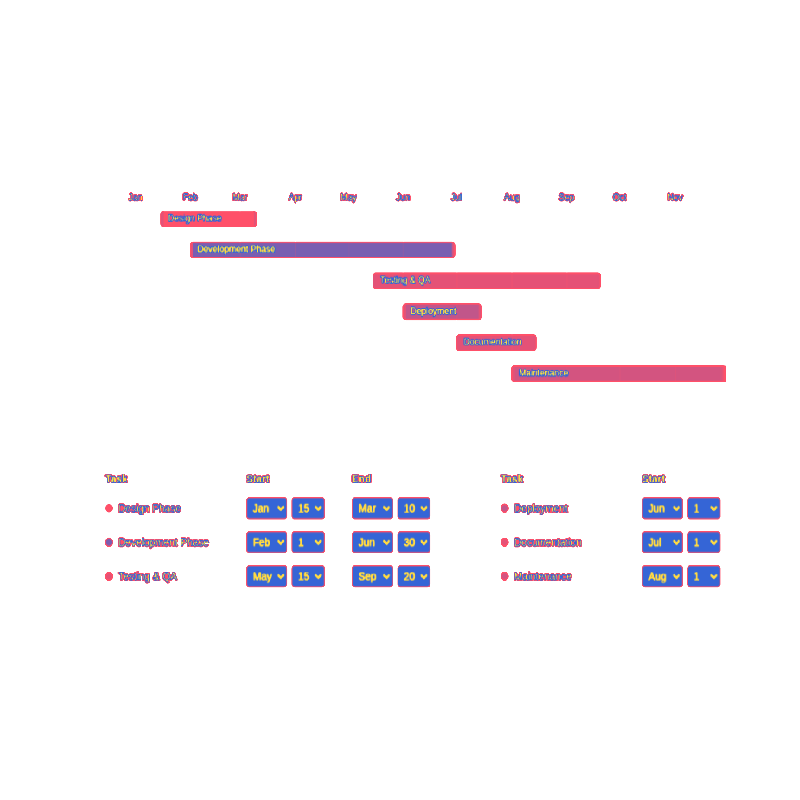 Jan Feb Mar Apr May Jun Jul Aug Sep Oct Nov
Design Phase
Development Phase
Testing & QA
Deployment
Documentation
Maintenance
Task Start End Task Start
Design Phase Jan 15 Mar 10 Deployment Jun 1
Development Phase Feb 1 Jun 30 Documentation Jul 1
Testing & QA May 15 Sep 20 Maintenance Aug 1